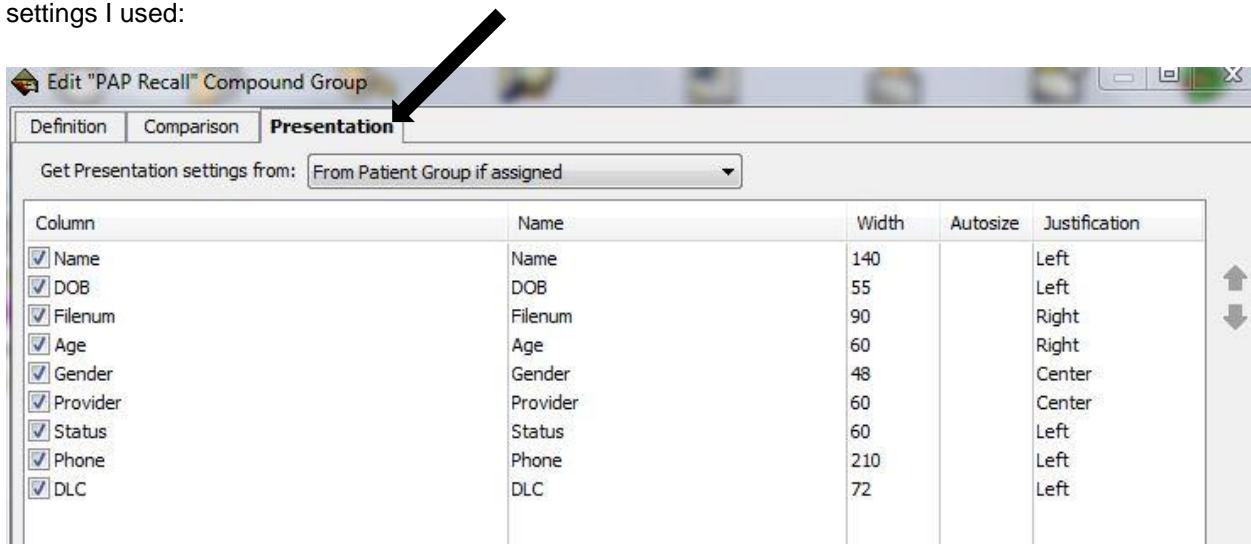 settings I used:
Edit "PAP Recall" Compound Group
Definition Comparison Presentation
Get Presentation settings from: From Patient Group if assigned
Column Name Width Autosize Justification
Name Name 140 Left
DOB DOB 55 Left
Filenum Filenum 90 Right
Age Age 60 Right
Gender Gender 48 Center
Provider Provider 60 Center
Status Status 60 Left
Phone Phone 210 Left
DLC DLC 72 Left